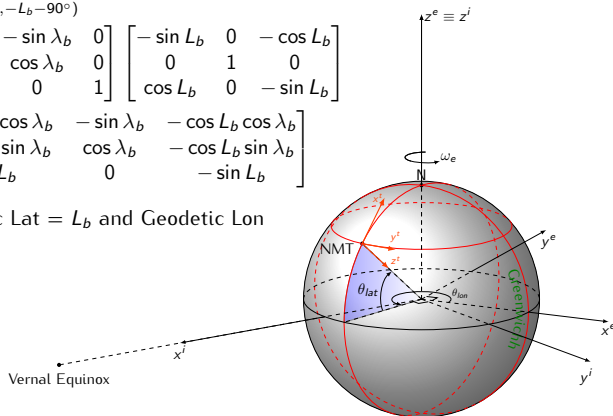 ,−L_b−90°)
− sin λ_b 0
cos λ_b 0
0 1
− sin L_b 0 − cos L_b
0 1 0
cos L_b 0 − sin L_b
cos λ_b − sin λ_b − cos L_b cos λ_b
sin λ_b cos λ_b − cos L_b sin λ_b
0 − sin L_b
Lat = L_b and Geodetic Lon
z^e ≡ z^i
ω_e
N
x^t
y^t
z^t
NMT
θ_lat
θ_lon
y^e
Greenwich
x^e
y^i
x^i
Vernal Equinox